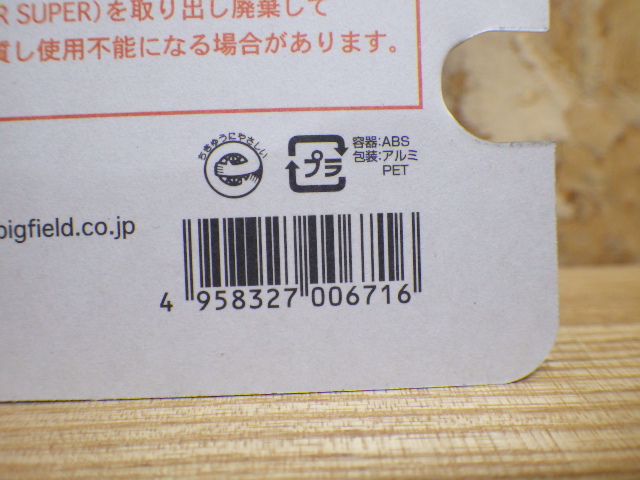 R SUPER)を取り出し廃棄して
質し使用不能になる場合があります。
ちきゅうにやさしい
プラ
容器:ABS
包装:アルミ
PET
bigfield.co.jp
4 958327 006716